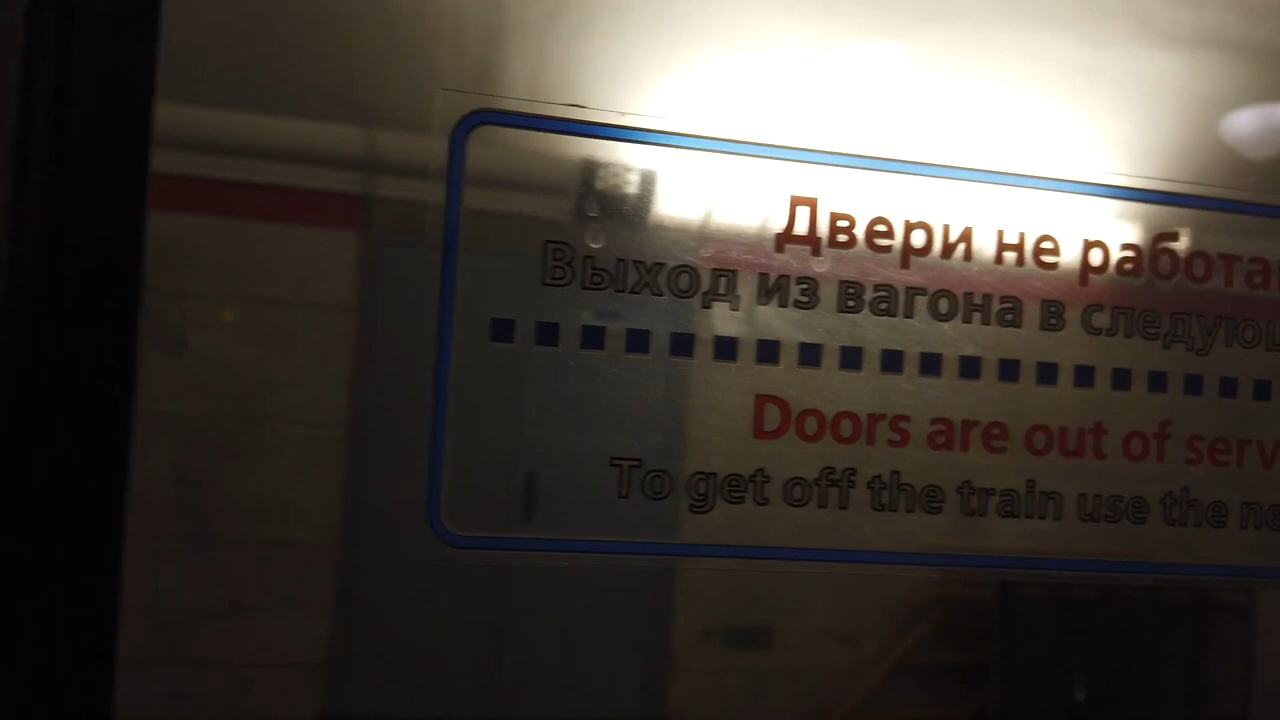 Двери не работа
Выход из вагона в следую
Doors are out of serv
To get off the train use the ne